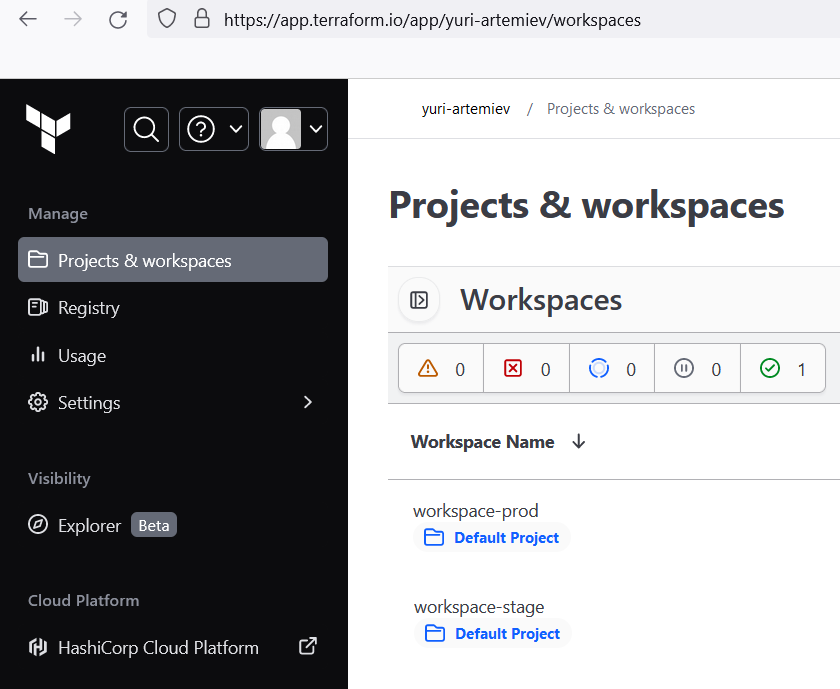 https://app.terraform.io/app/yuri-artemiev/workspaces
yuri-artemiev / Projects & workspaces
Manage
Projects & workspaces
Registry
Usage
Settings
Visibility
Explorer Beta
Cloud Platform
HashiCorp Cloud Platform
Projects & workspaces
Workspaces
0 0 0 0 1
Workspace Name
workspace-prod
Default Project
workspace-stage
Default Project